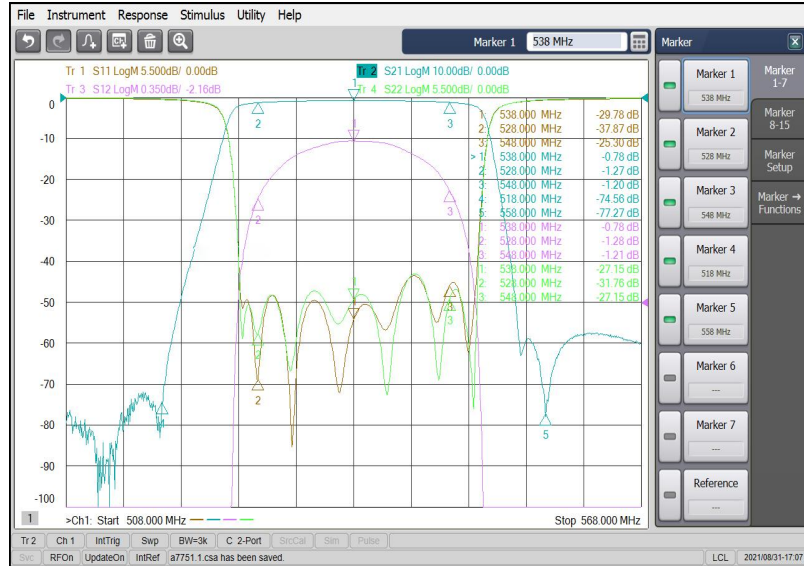 File Instrument Response Stimulus Utility Help
Marker 1 538 MHz
Marker
Tr 1 S11 LogM 5.500dB/ 0.00dB
Tr 2 S21 LogM 10.00dB/ 0.00dB
Tr 3 S12 LogM 0.350dB/ -2.16dB
Tr 4 S22 LogM 5.500dB/ 0.00dB
0
-10
-20
-30
-40
-50
-60
-70
-80
-90
-100
1: 538.000 MHz -29.78 dB
2: 528.000 MHz -37.87 dB
3: 548.000 MHz -25.30 dB
> 1: 538.000 MHz -0.78 dB
2: 528.000 MHz -1.27 dB
3: 548.000 MHz -1.20 dB
4: 518.000 MHz -74.56 dB
5: 558.000 MHz -77.27 dB
1: 538.000 MHz -0.78 dB
2: 528.000 MHz -1.28 dB
3: 548.000 MHz -1.21 dB
1: 538.000 MHz -27.15 dB
2: 528.000 MHz -31.76 dB
3: 548.000 MHz -27.15 dB
1
2
3
2
3
1
2
3
2
5
1 >Ch1: Start 508.000 MHz
Stop 568.000 MHz
Marker 1
538 MHz
Marker 2
528 MHz
Marker 3
548 MHz
Marker 4
518 MHz
Marker 5
558 MHz
Marker 6
---
Marker 7
---
Reference
---
Marker
1-7
Marker
8-15
Marker
Setup
Marker →
Functions
Tr 2 Ch 1 IntTrig Swp BW=3k C 2-Port SrcCal Sim Pulse
Svc RFOn UpdateOn IntRef a7751.1.csa has been saved. LCL 2021/08/31-17:07